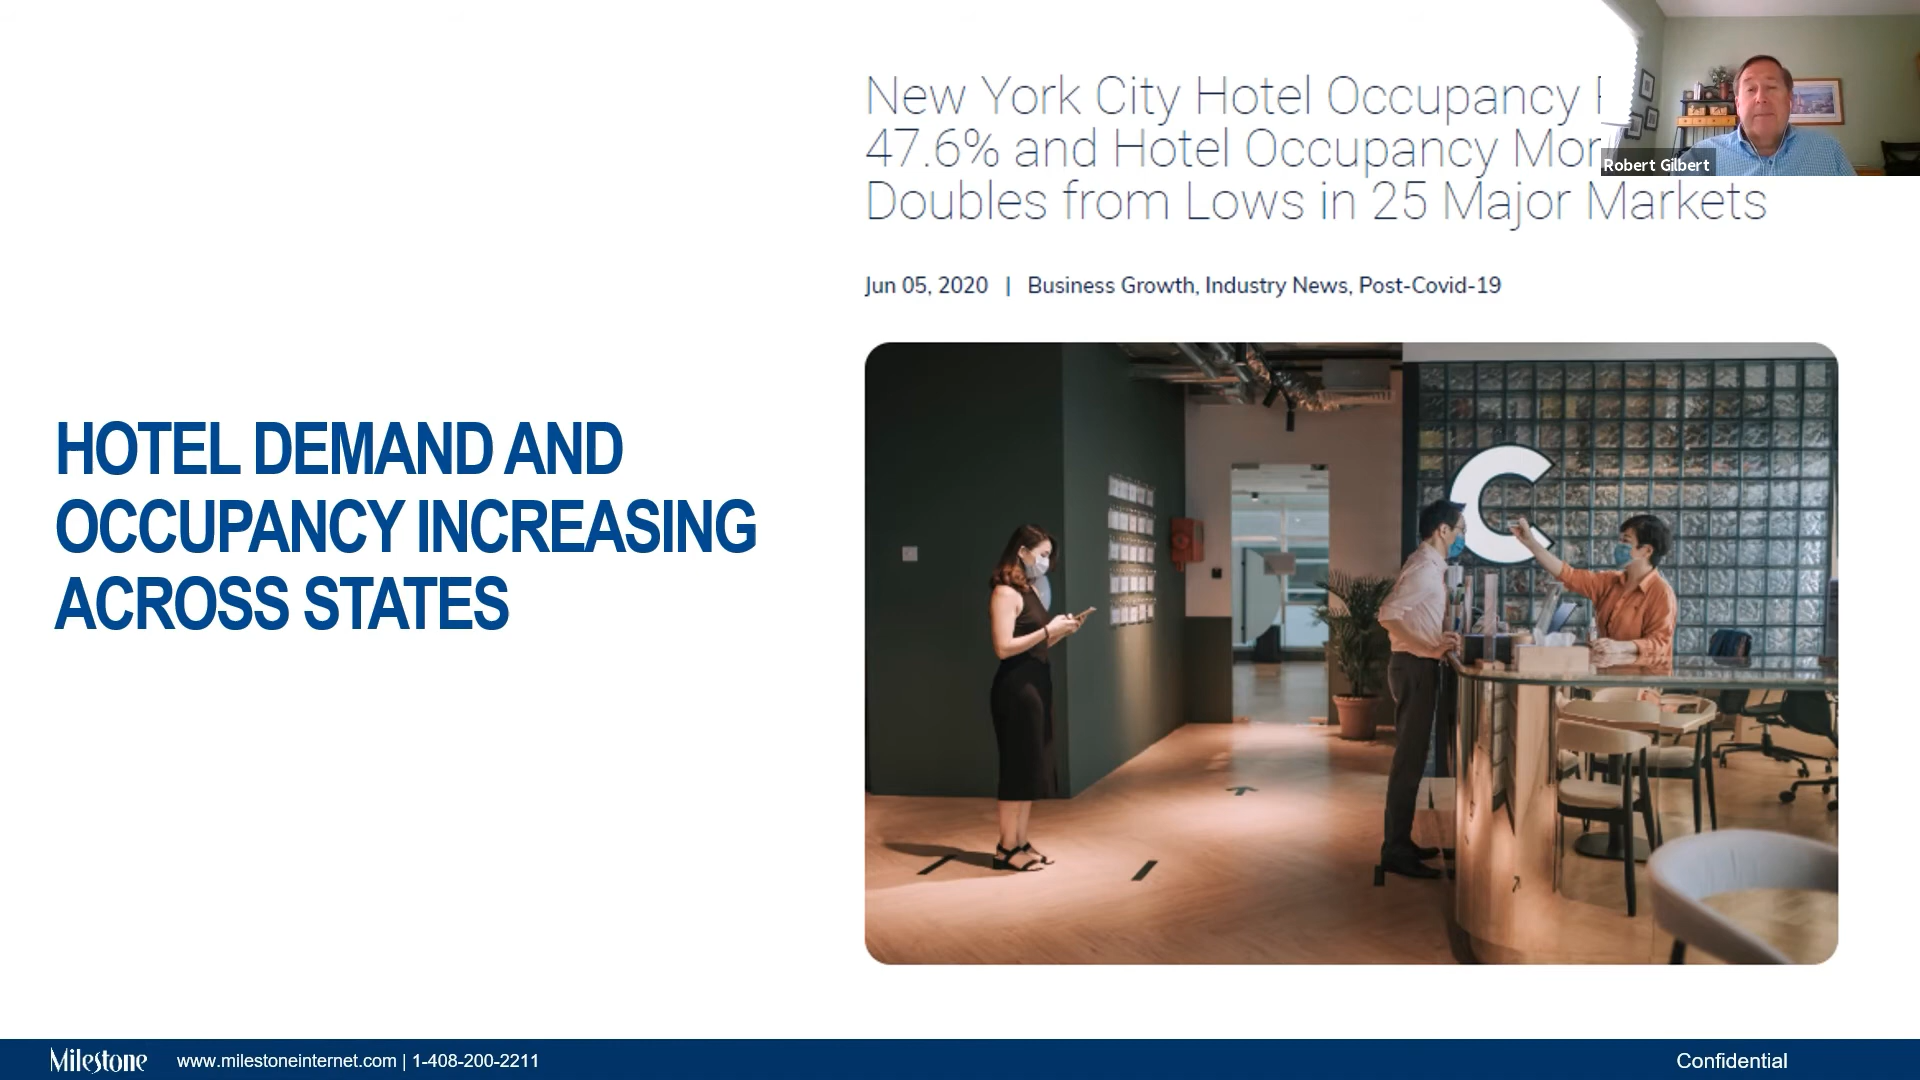 New York City Hotel Occupancy
47.6% and Hotel Occupancy
Doubles from Lows in 25 Major Markets
Robert Gilbert
Jun 05, 2020 | Business Growth, Industry News, Post-Covid-19
HOTEL DEMAND AND
OCCUPANCY INCREASING
ACROSS STATES
C
Milestone www.milestoneinternet.com | 1-408-200-2211
Confidential